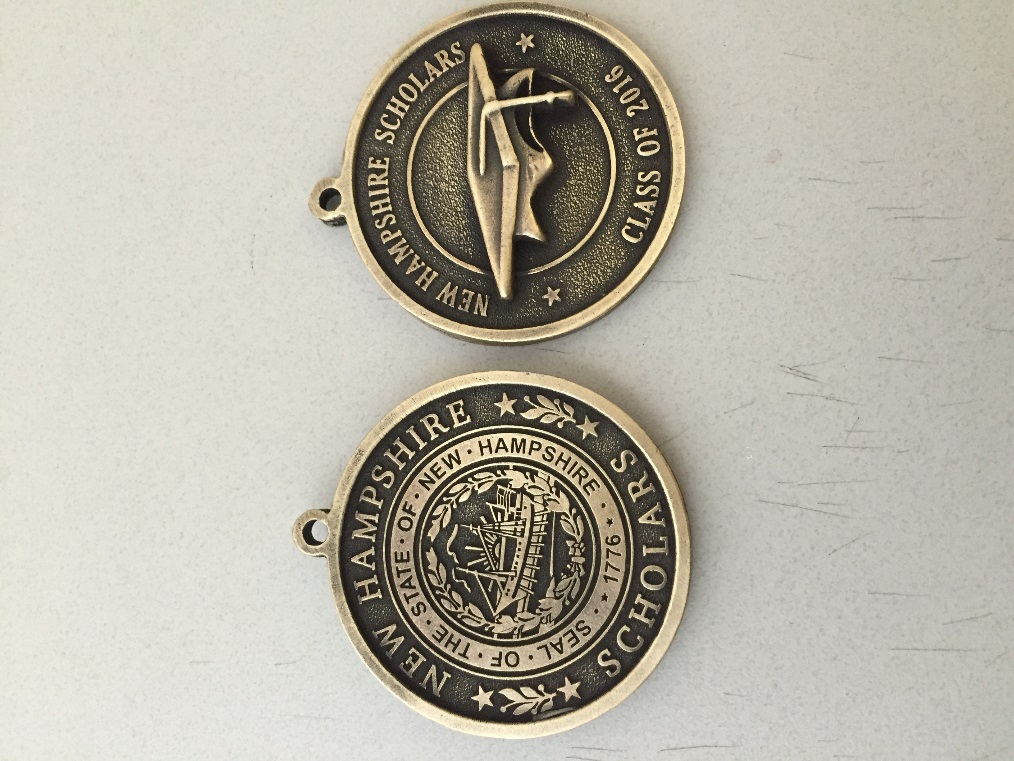 NEW HAMPSHIRE SCHOLARS
CLASS OF 2016
NEW HAMPSHIRE
SCHOLARS
SEAL · OF · THE · STATE · OF · NEW · HAMPSHIRE ·
1776